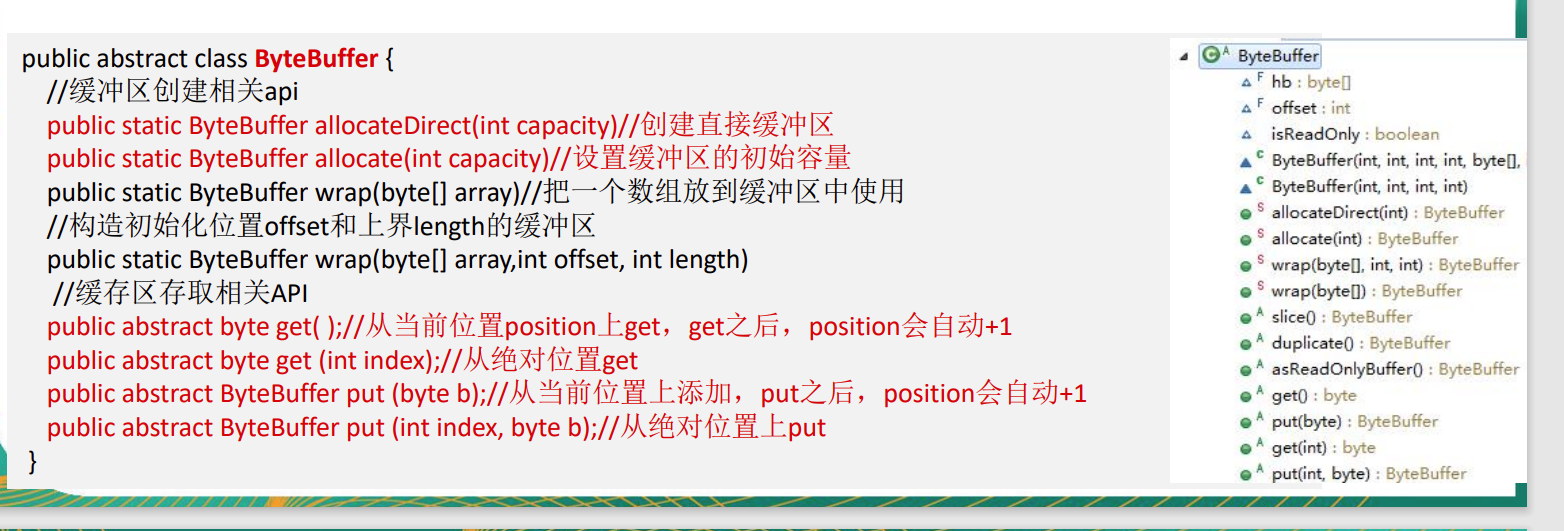 public abstract class ByteBuffer {
//缓冲区创建相关api
public static ByteBuffer allocateDirect(int capacity)//创建直接缓冲区
public static ByteBuffer allocate(int capacity)//设置缓冲区的初始容量
public static ByteBuffer wrap(byte[] array)//把一个数组放到缓冲区中使用
//构造初始化位置offset和上界length的缓冲区
public static ByteBuffer wrap(byte[] array,int offset, int length)
//缓存区存取相关API
public abstract byte get( );//从当前位置position上get，get之后，position会自动+1
public abstract byte get (int index);//从绝对位置get
public abstract ByteBuffer put (byte b);//从当前位置上添加，put之后，position会自动+1
public abstract ByteBuffer put (int index, byte b);//从绝对位置上put
}
C A ByteBuffer
F hb : byte[]
F offset : int
isReadOnly : boolean
C ByteBuffer(int, int, int, int, byte[],
C ByteBuffer(int, int, int, int)
S allocateDirect(int) : ByteBuffer
S allocate(int) : ByteBuffer
S wrap(byte[], int, int) : ByteBuffer
S wrap(byte[]) : ByteBuffer
A slice() : ByteBuffer
A duplicate() : ByteBuffer
A asReadOnlyBuffer() : ByteBuffer
A get() : byte
A put(byte) : ByteBuffer
A get(int) : byte
A put(int, byte) : ByteBuffer